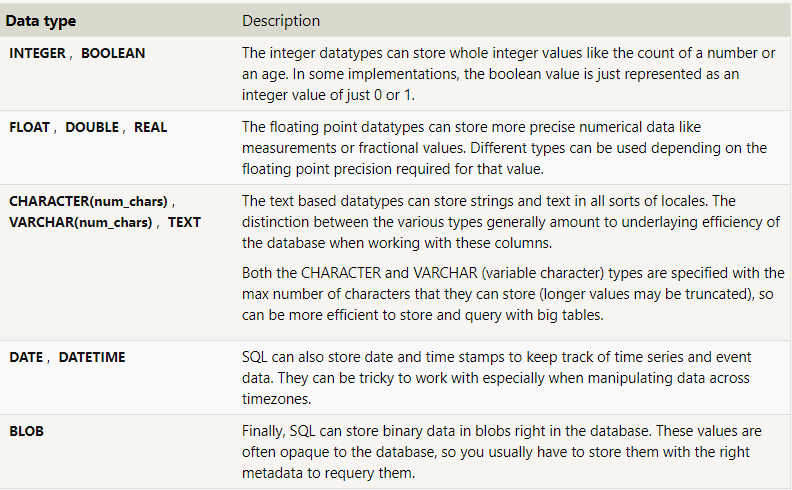 Data type Description
INTEGER , BOOLEAN
The integer datatypes can store whole integer values like the count of a number or
an age. In some implementations, the boolean value is just represented as an
integer value of just 0 or 1.
FLOAT , DOUBLE , REAL
The floating point datatypes can store more precise numerical data like
measurements or fractional values. Different types can be used depending on the
floating point precision required for that value.
CHARACTER(num_chars) ,
VARCHAR(num_chars) , TEXT
The text based datatypes can store strings and text in all sorts of locales. The
distinction between the various types generally amount to underlaying efficiency of
the database when working with these columns.
Both the CHARACTER and VARCHAR (variable character) types are specified with the
max number of characters that they can store (longer values may be truncated), so
can be more efficient to store and query with big tables.
DATE , DATETIME
SQL can also store date and time stamps to keep track of time series and event
data. They can be tricky to work with especially when manipulating data across
timezones.
BLOB
Finally, SQL can store binary data in blobs right in the database. These values are
often opaque to the database, so you usually have to store them with the right
metadata to requery them.